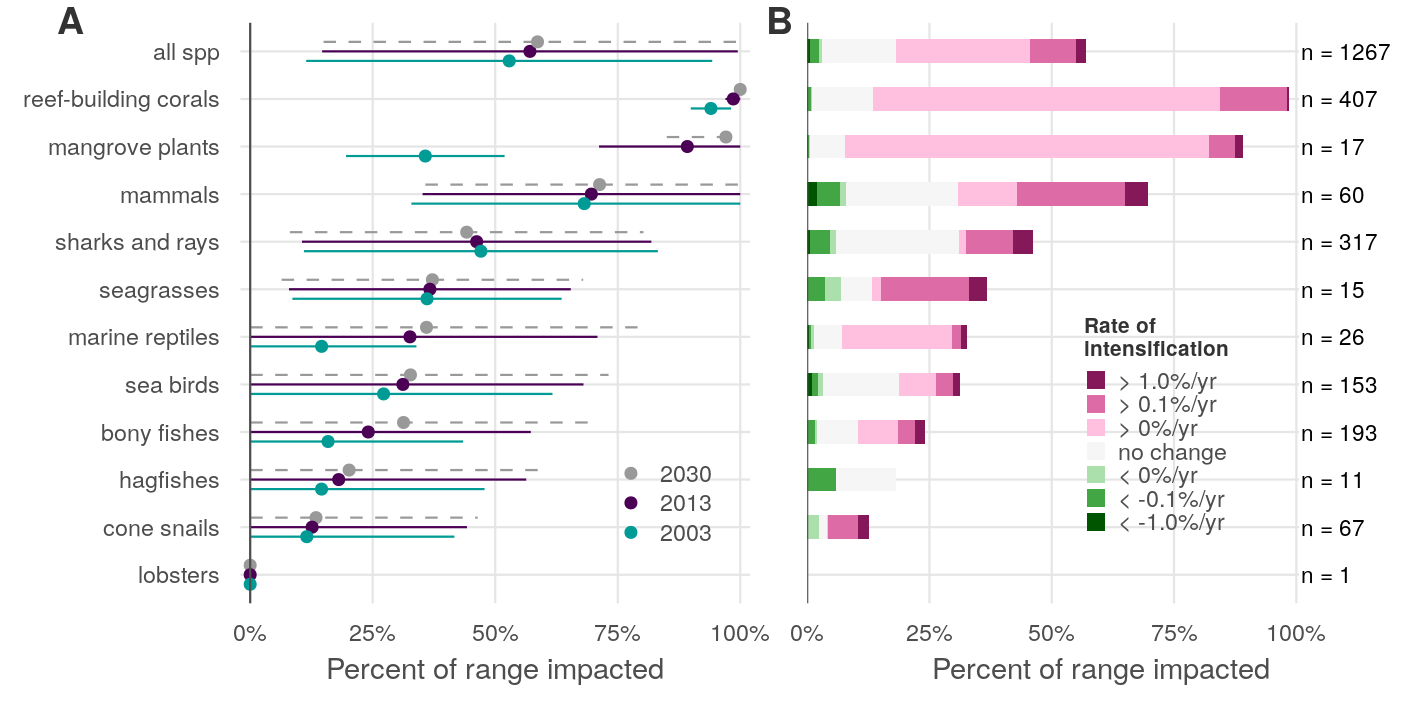 A
all spp
reef-building corals
mangrove plants
mammals
sharks and rays
seagrasses
marine reptiles
sea birds
bony fishes
hagfishes
cone snails
lobsters
2030
2013
2003
0% 25% 50% 75% 100%
Percent of range impacted
B
n = 1267
n = 407
n = 17
n = 60
n = 317
n = 15
n = 26
n = 153
n = 193
n = 11
n = 67
n = 1
Rate of
intensification
> 1.0%/yr
> 0.1%/yr
> 0%/yr
no change
< 0%/yr
< -0.1%/yr
< -1.0%/yr
0% 25% 50% 75% 100%
Percent of range impacted